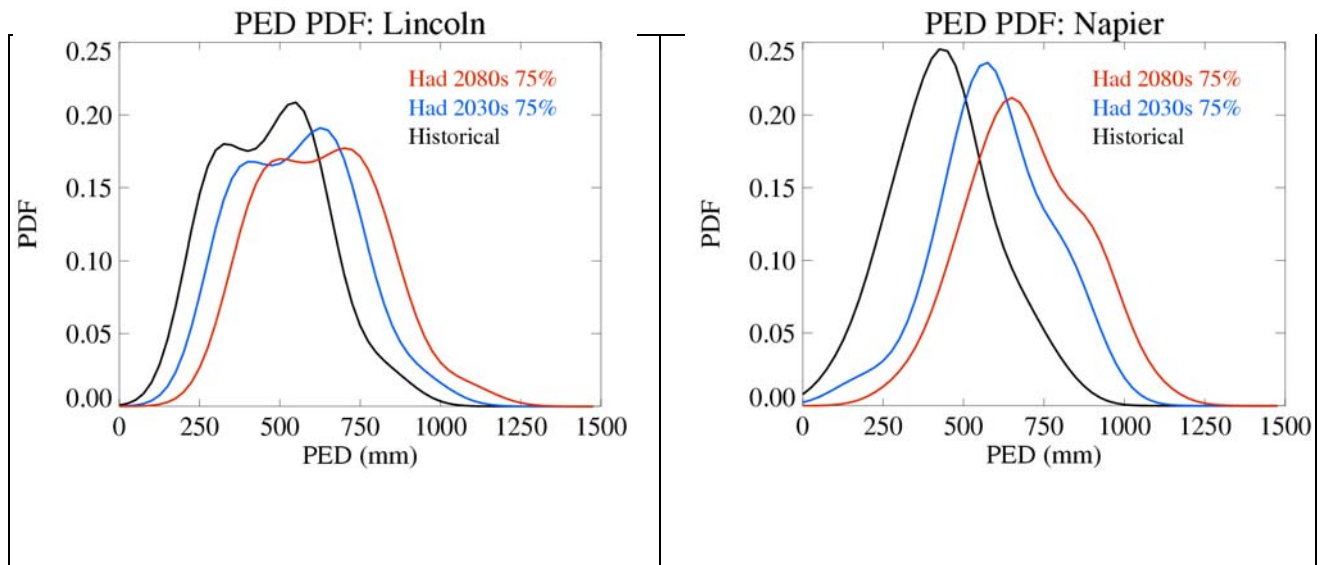 PED PDF: Lincoln
0.25
0.20
0.15
0.10
0.05
0.00
PDF
Had 2080s 75%
Had 2030s 75%
Historical
0 250 500 750 1000 1250 1500
PED (mm)
PED PDF: Napier
0.25
0.20
0.15
0.10
0.05
0.00
PDF
Had 2080s 75%
Had 2030s 75%
Historical
0 250 500 750 1000 1250 1500
PED (mm)